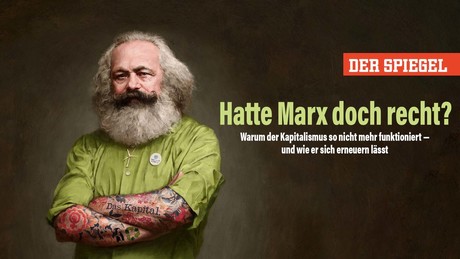 DER SPIEGEL
Hatte Marx doch recht?
Warum der Kapitalismus so nicht mehr funktioniert –
und wie er sich erneuern lässt
Das Kapital